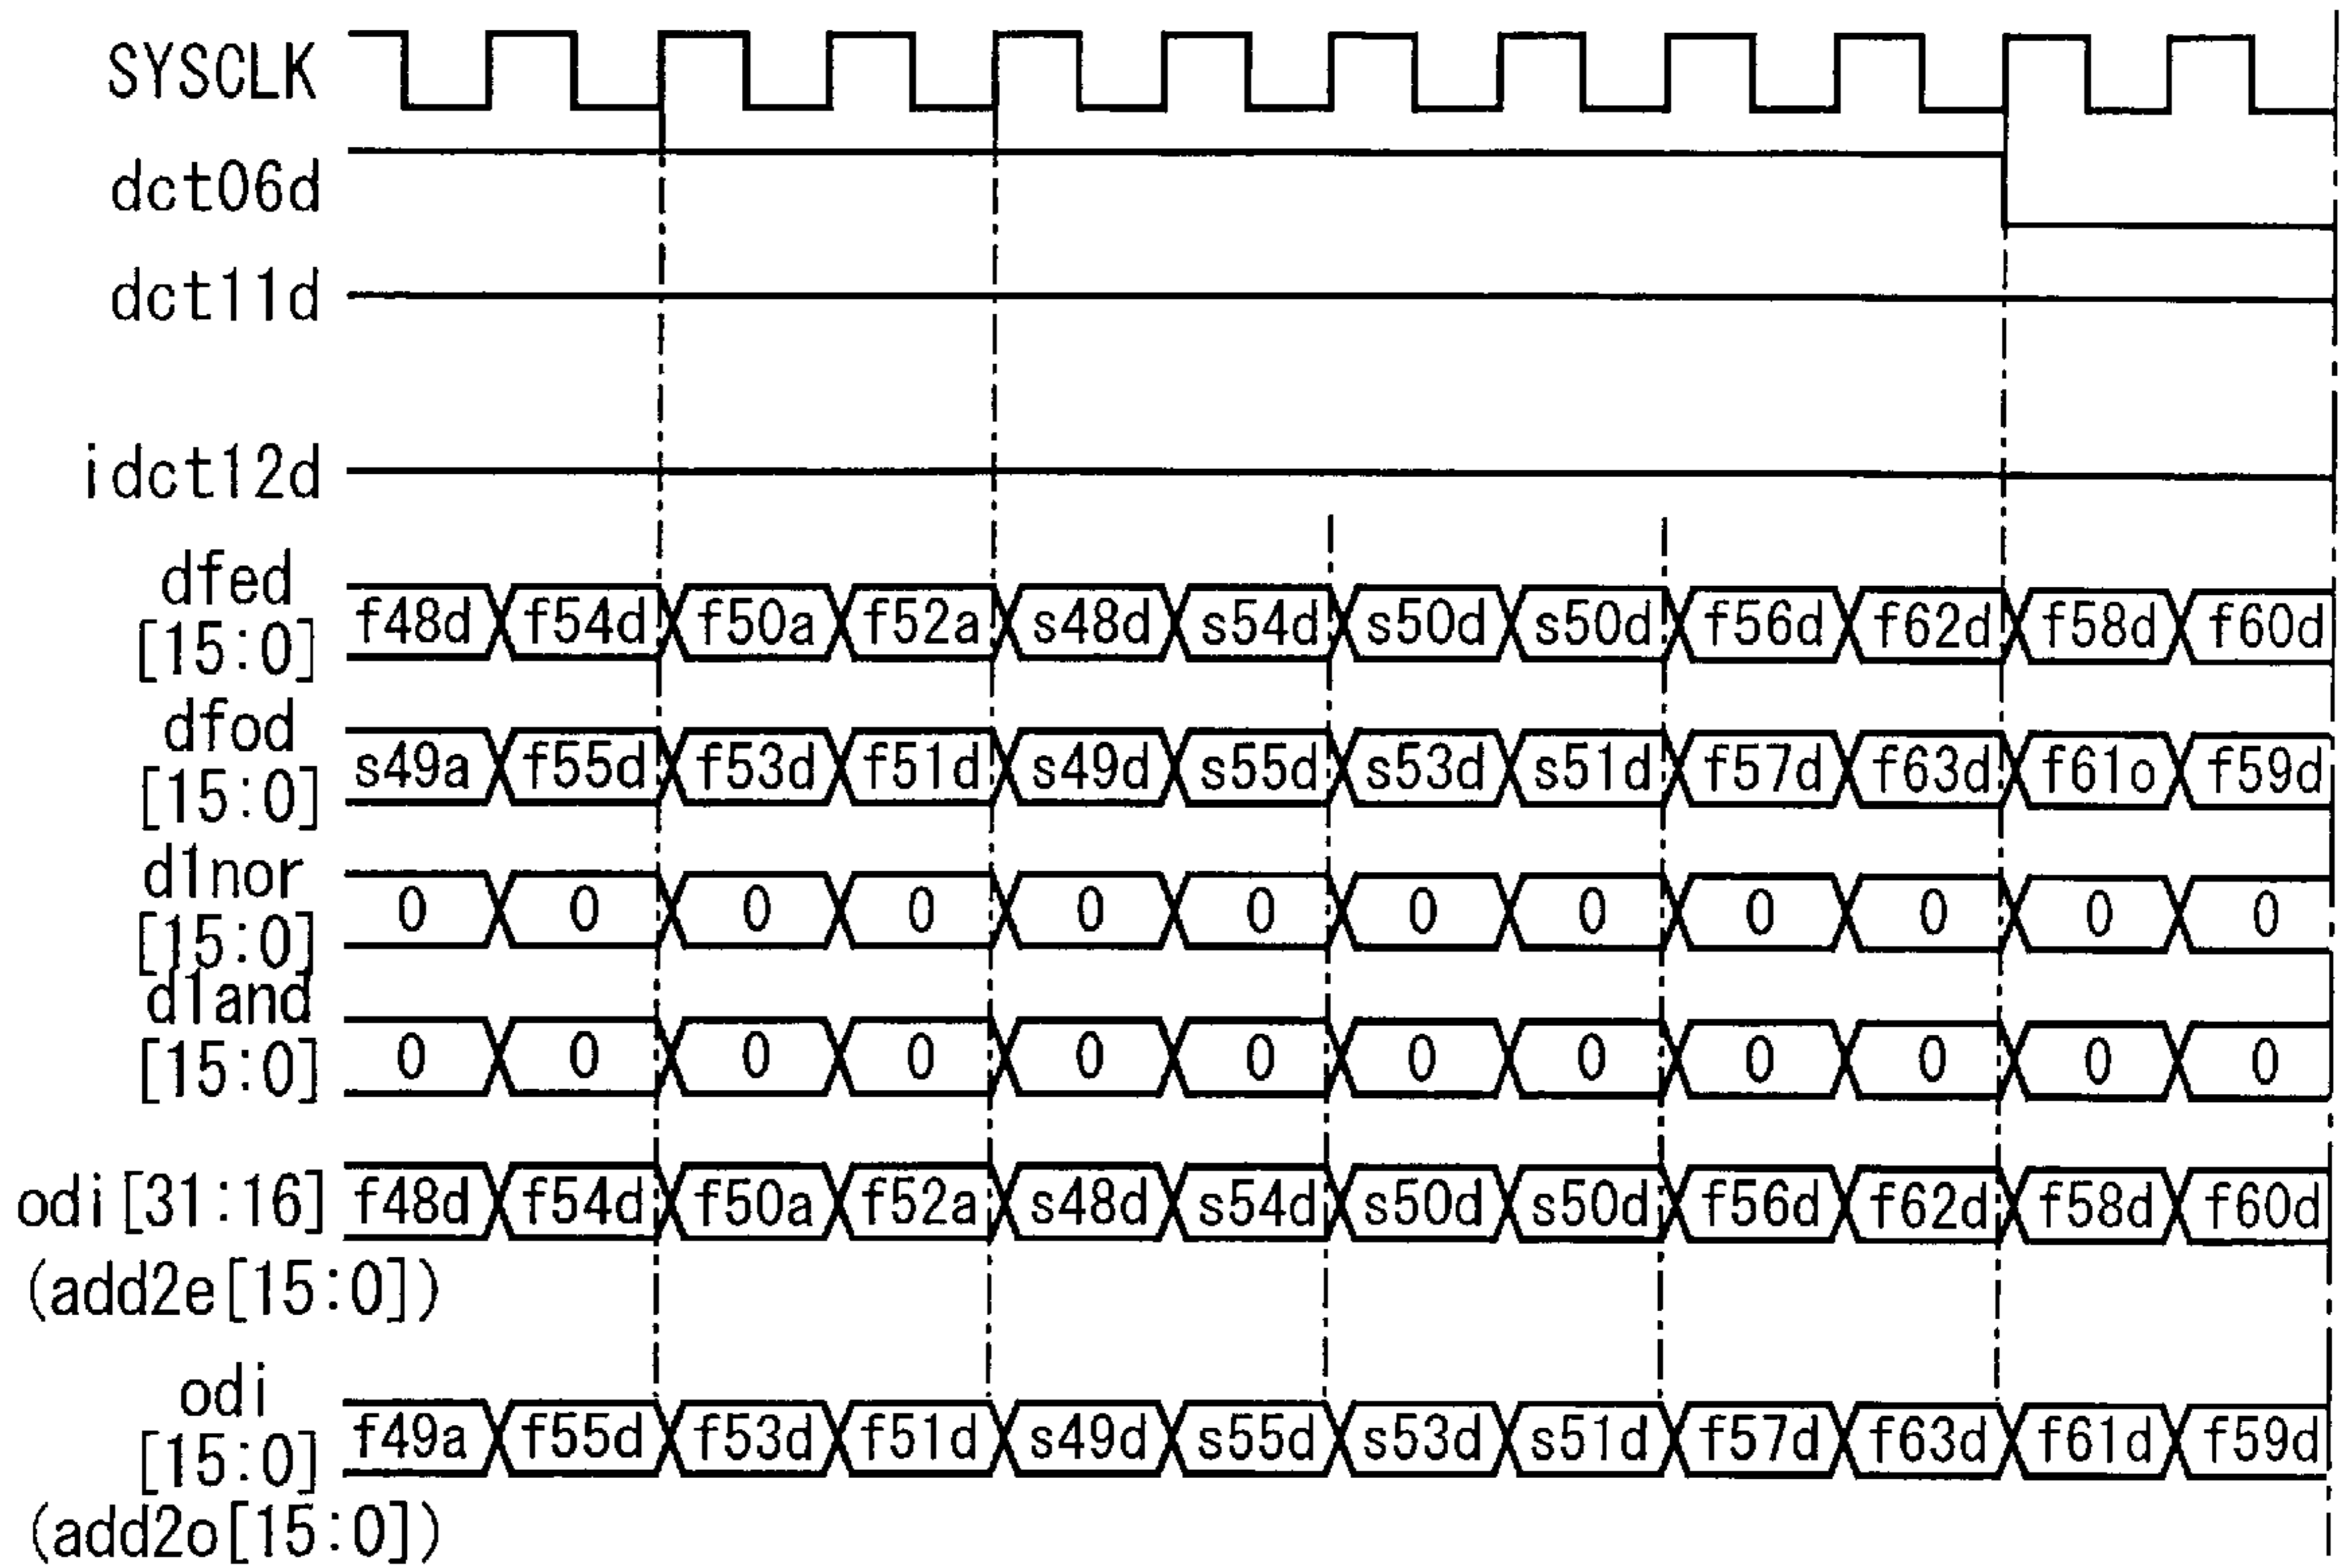 SYSCLK
dct06d
dct11d
idct12d
dfed
[15:0] f48d f54d f50a f52a s48d s54d s50d s50d f56d f62d f58d f60d
dfod
[15:0] s49a f55d f53d f51d s49d s55d s53d s51d f57d f63d f61o f59d
d1nor
[15:0] 0 0 0 0 0 0 0 0 0 0 0 0
d1and
[15:0] 0 0 0 0 0 0 0 0 0 0 0 0
odi[31:16] f48d f54d f50a f52a s48d s54d s50d s50d f56d f62d f58d f60d
(add2e[15:0])
odi
[15:0] f49a f55d f53d f51d s49d s55d s53d s51d f57d f63d f61d f59d
(add2o[15:0])